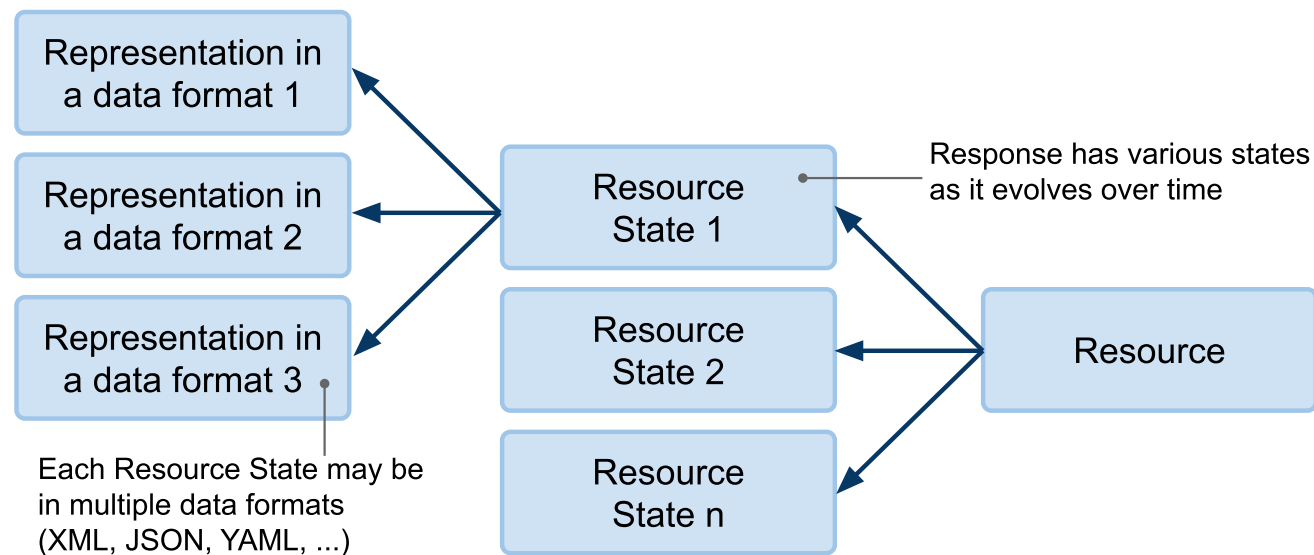 Representation in
a data format 1
Representation in
a data format 2
Representation in
a data format 3
Each Resource State may be
in multiple data formats
(XML, JSON, YAML, ...)
Resource
State 1
Resource
State 2
Resource
State n
Response has various states
as it evolves over time
Resource